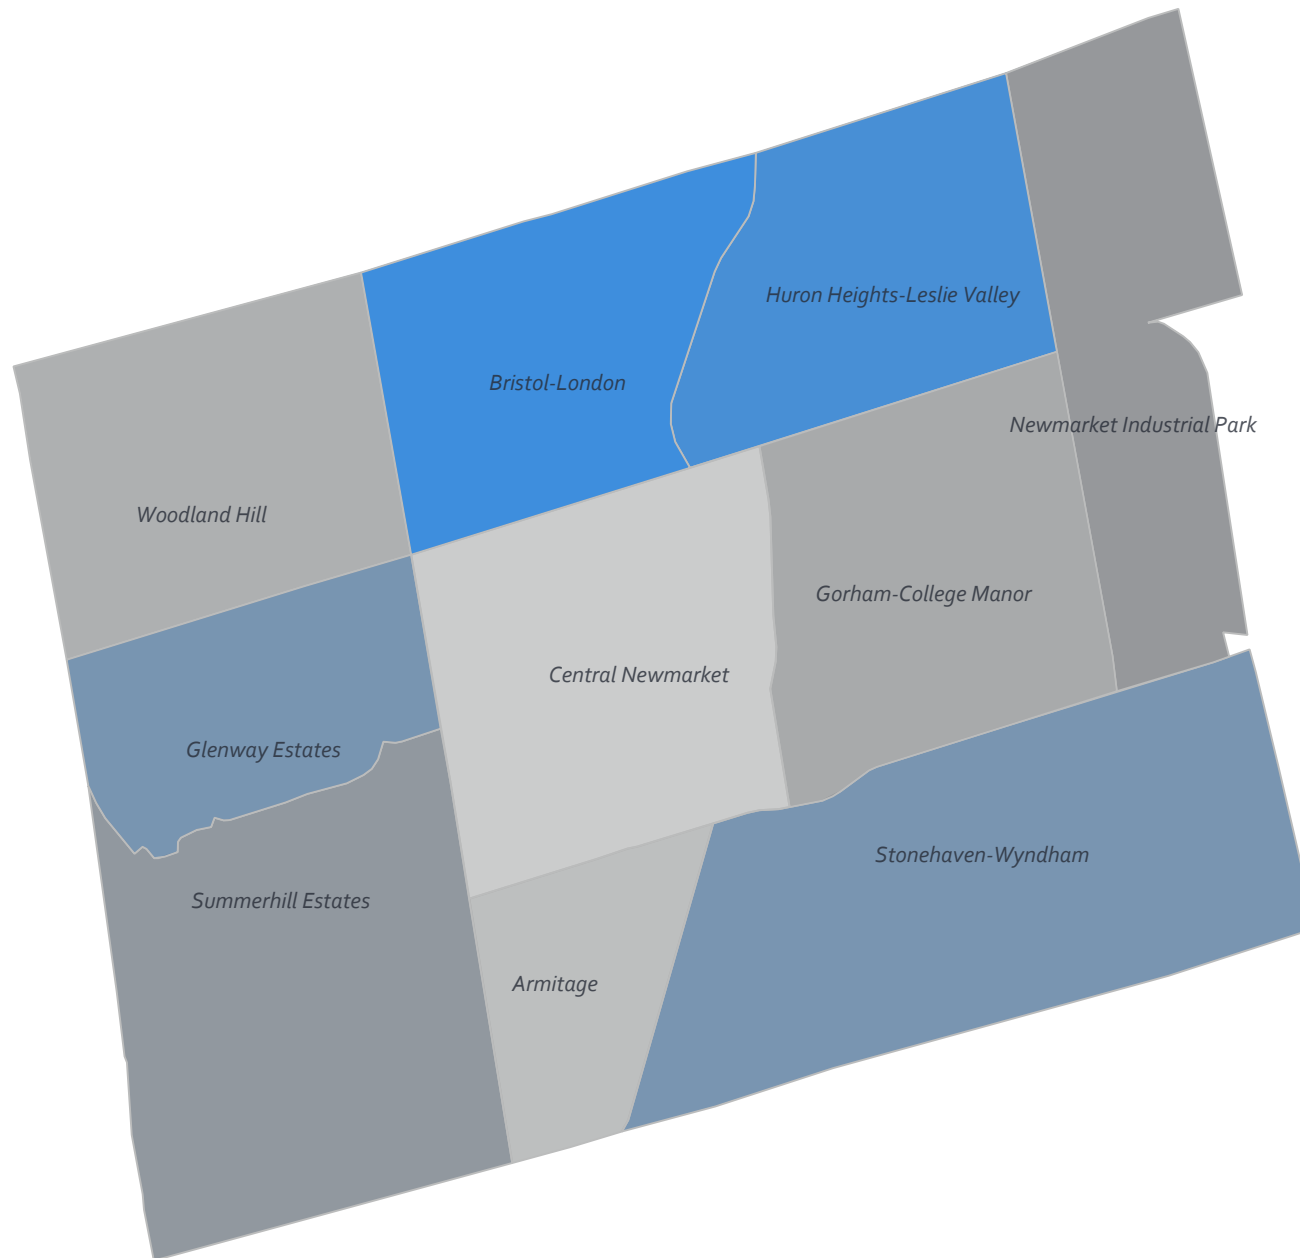 Huron Heights-Leslie Valley
Bristol-London
Newmarket Industrial Park
Woodland Hill
Gorham-College Manor
Central Newmarket
Glenway Estates
Stonehaven-Wyndham
Summerhill Estates
Armitage